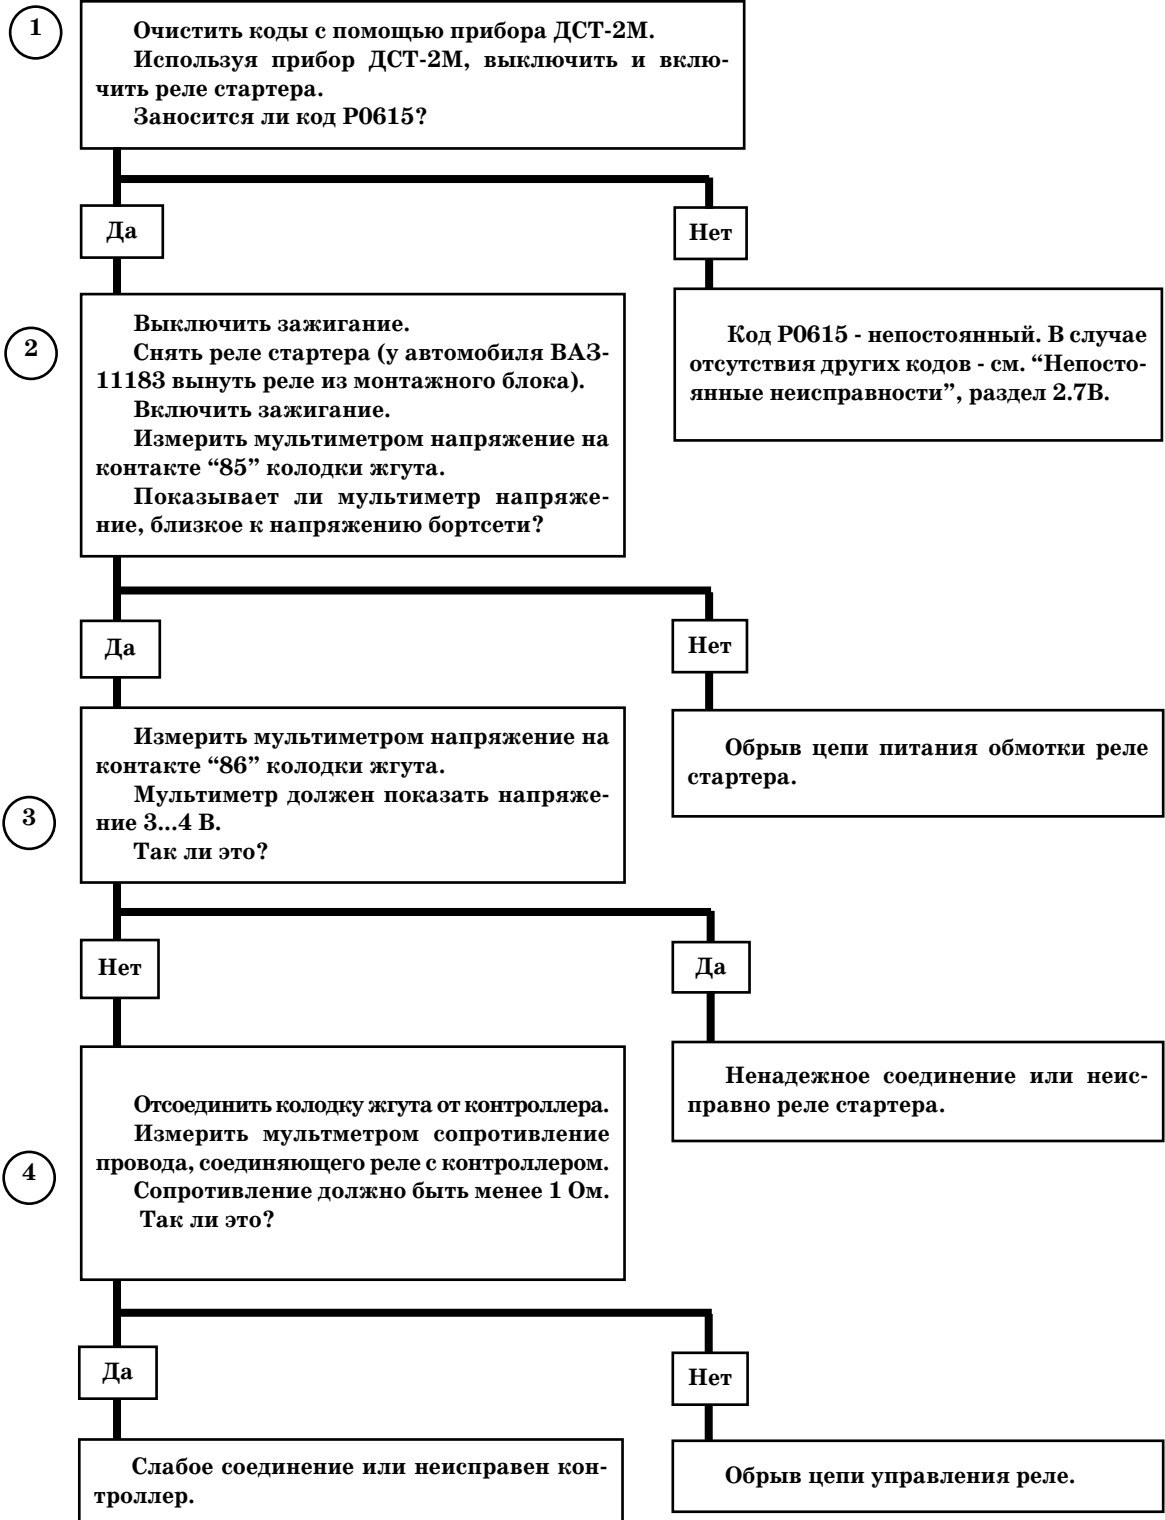 1
Очистить коды с помощью прибора ДСТ-2М.
Используя прибор ДСТ-2М, выключить и вклю-
чить реле стартера.
Заносится ли код Р0615?
Да
Нет
2
Выключить зажигание.
Снять реле стартера (у автомобиля ВАЗ-
11183 вынуть реле из монтажного блока).
Включить зажигание.
Измерить мультиметром напряжение на
контакте “85” колодки жгута.
Показывает ли мультиметр напряже-
ние, близкое к напряжению бортсети?
Код Р0615 - непостоянный. В случае
отсутствия других кодов - см. “Непосто-
янные неисправности”, раздел 2.7В.
Да
Нет
3
Измерить мультиметром напряжение на
контакте “86” колодки жгута.
Мультиметр должен показать напряже-
ние 3...4 В.
Так ли это?
Обрыв цепи питания обмотки реле
стартера.
Нет
Да
4
Отсоединить колодку жгута от контроллера.
Измерить мультметром сопротивление
провода, соединяющего реле с контроллером.
Сопротивление должно быть менее 1 Ом.
Так ли это?
Ненадежное соединение или неис-
правно реле стартера.
Да
Нет
Слабое соединение или неисправен кон-
троллер.
Обрыв цепи управления реле.